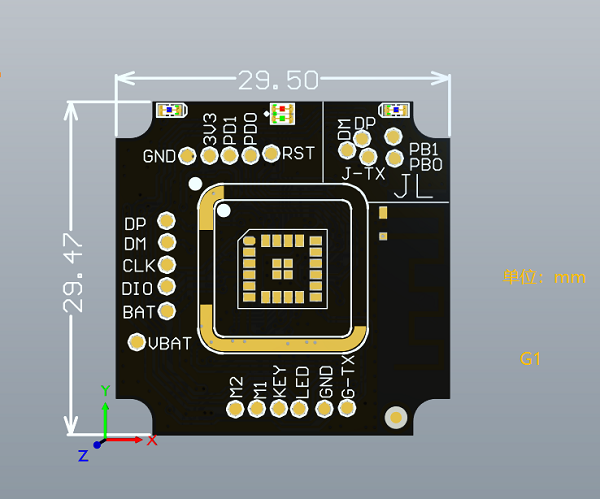 29.50
29.47
3V3
PD1
PD0
GND
RST
DM
DP
PB1
PB0
J-TX
JL
DP
DM
CLK
DIO
BAT
VBAT
M2
M1
KEY
LED
GND
G-TX
单位：mm
G1
Y
X
Z